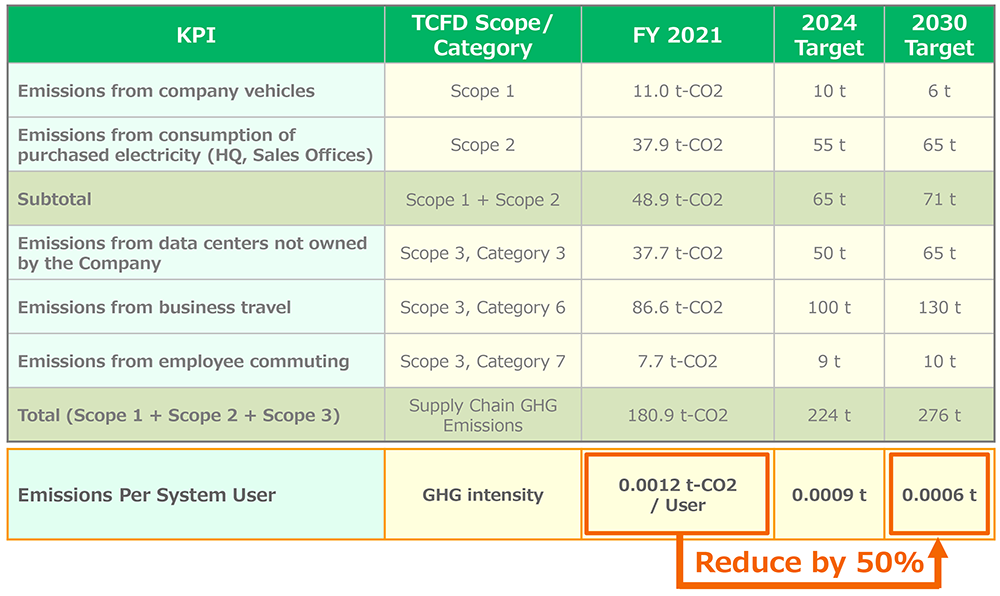 KPI
TCFD Scope/
Category
FY 2021
2024
Target
2030
Target
Emissions from company vehicles
Scope 1
11.0 t-CO2
10 t
6 t
Emissions from consumption of
purchased electricity (HQ, Sales Offices)
Scope 2
37.9 t-CO2
55 t
65 t
Subtotal
Scope 1 + Scope 2
48.9 t-CO2
65 t
71 t
Emissions from data centers not owned
by the Company
Scope 3, Category 3
37.7 t-CO2
50 t
65 t
Emissions from business travel
Scope 3, Category 6
86.6 t-CO2
100 t
130 t
Emissions from employee commuting
Scope 3, Category 7
7.7 t-CO2
9 t
10 t
Total (Scope 1 + Scope 2 + Scope 3)
Supply Chain GHG
Emissions
180.9 t-CO2
224 t
276 t
Emissions Per System User
GHG intensity
0.0012 t-CO2
/ User
0.0009 t
0.0006 t
Reduce by 50%